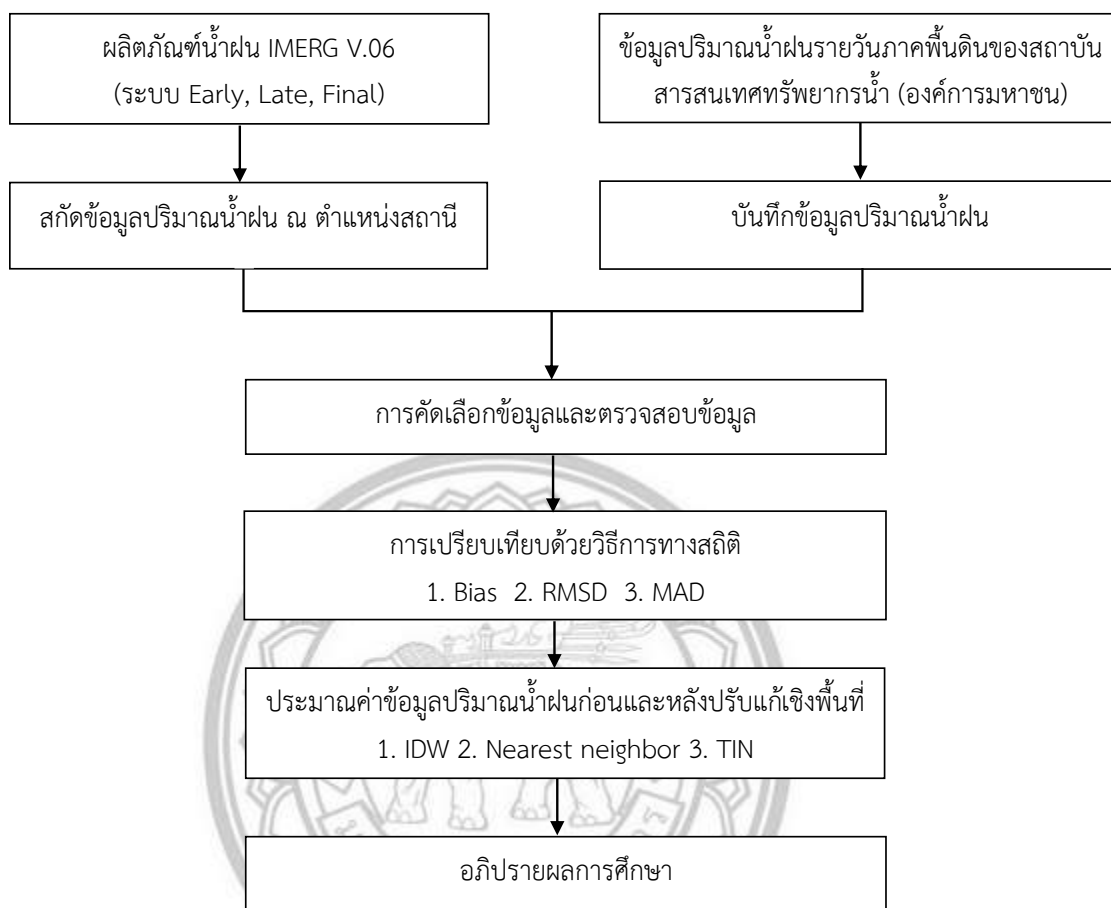 ผลิตภัณฑ์น้ำฝน IMERG V.06
(ระบบ Early, Late, Final)
ข้อมูลปริมาณน้ำฝนรายวันภาคพื้นดินของสถาบัน
สารสนเทศทรัพยากรน้ำ (องค์การมหาชน)
สกัดข้อมูลปริมาณน้ำฝน ณ ตำแหน่งสถานี
บันทึกข้อมูลปริมาณน้ำฝน
การคัดเลือกข้อมูลและตรวจสอบข้อมูล
การเปรียบเทียบด้วยวิธีการทางสถิติ
1. Bias 2. RMSD 3. MAD
ประมาณค่าข้อมูลปริมาณน้ำฝนก่อนและหลังปรับแก้เชิงพื้นที่
1. IDW 2. Nearest neighbor 3. TIN
อภิปรายผลการศึกษา